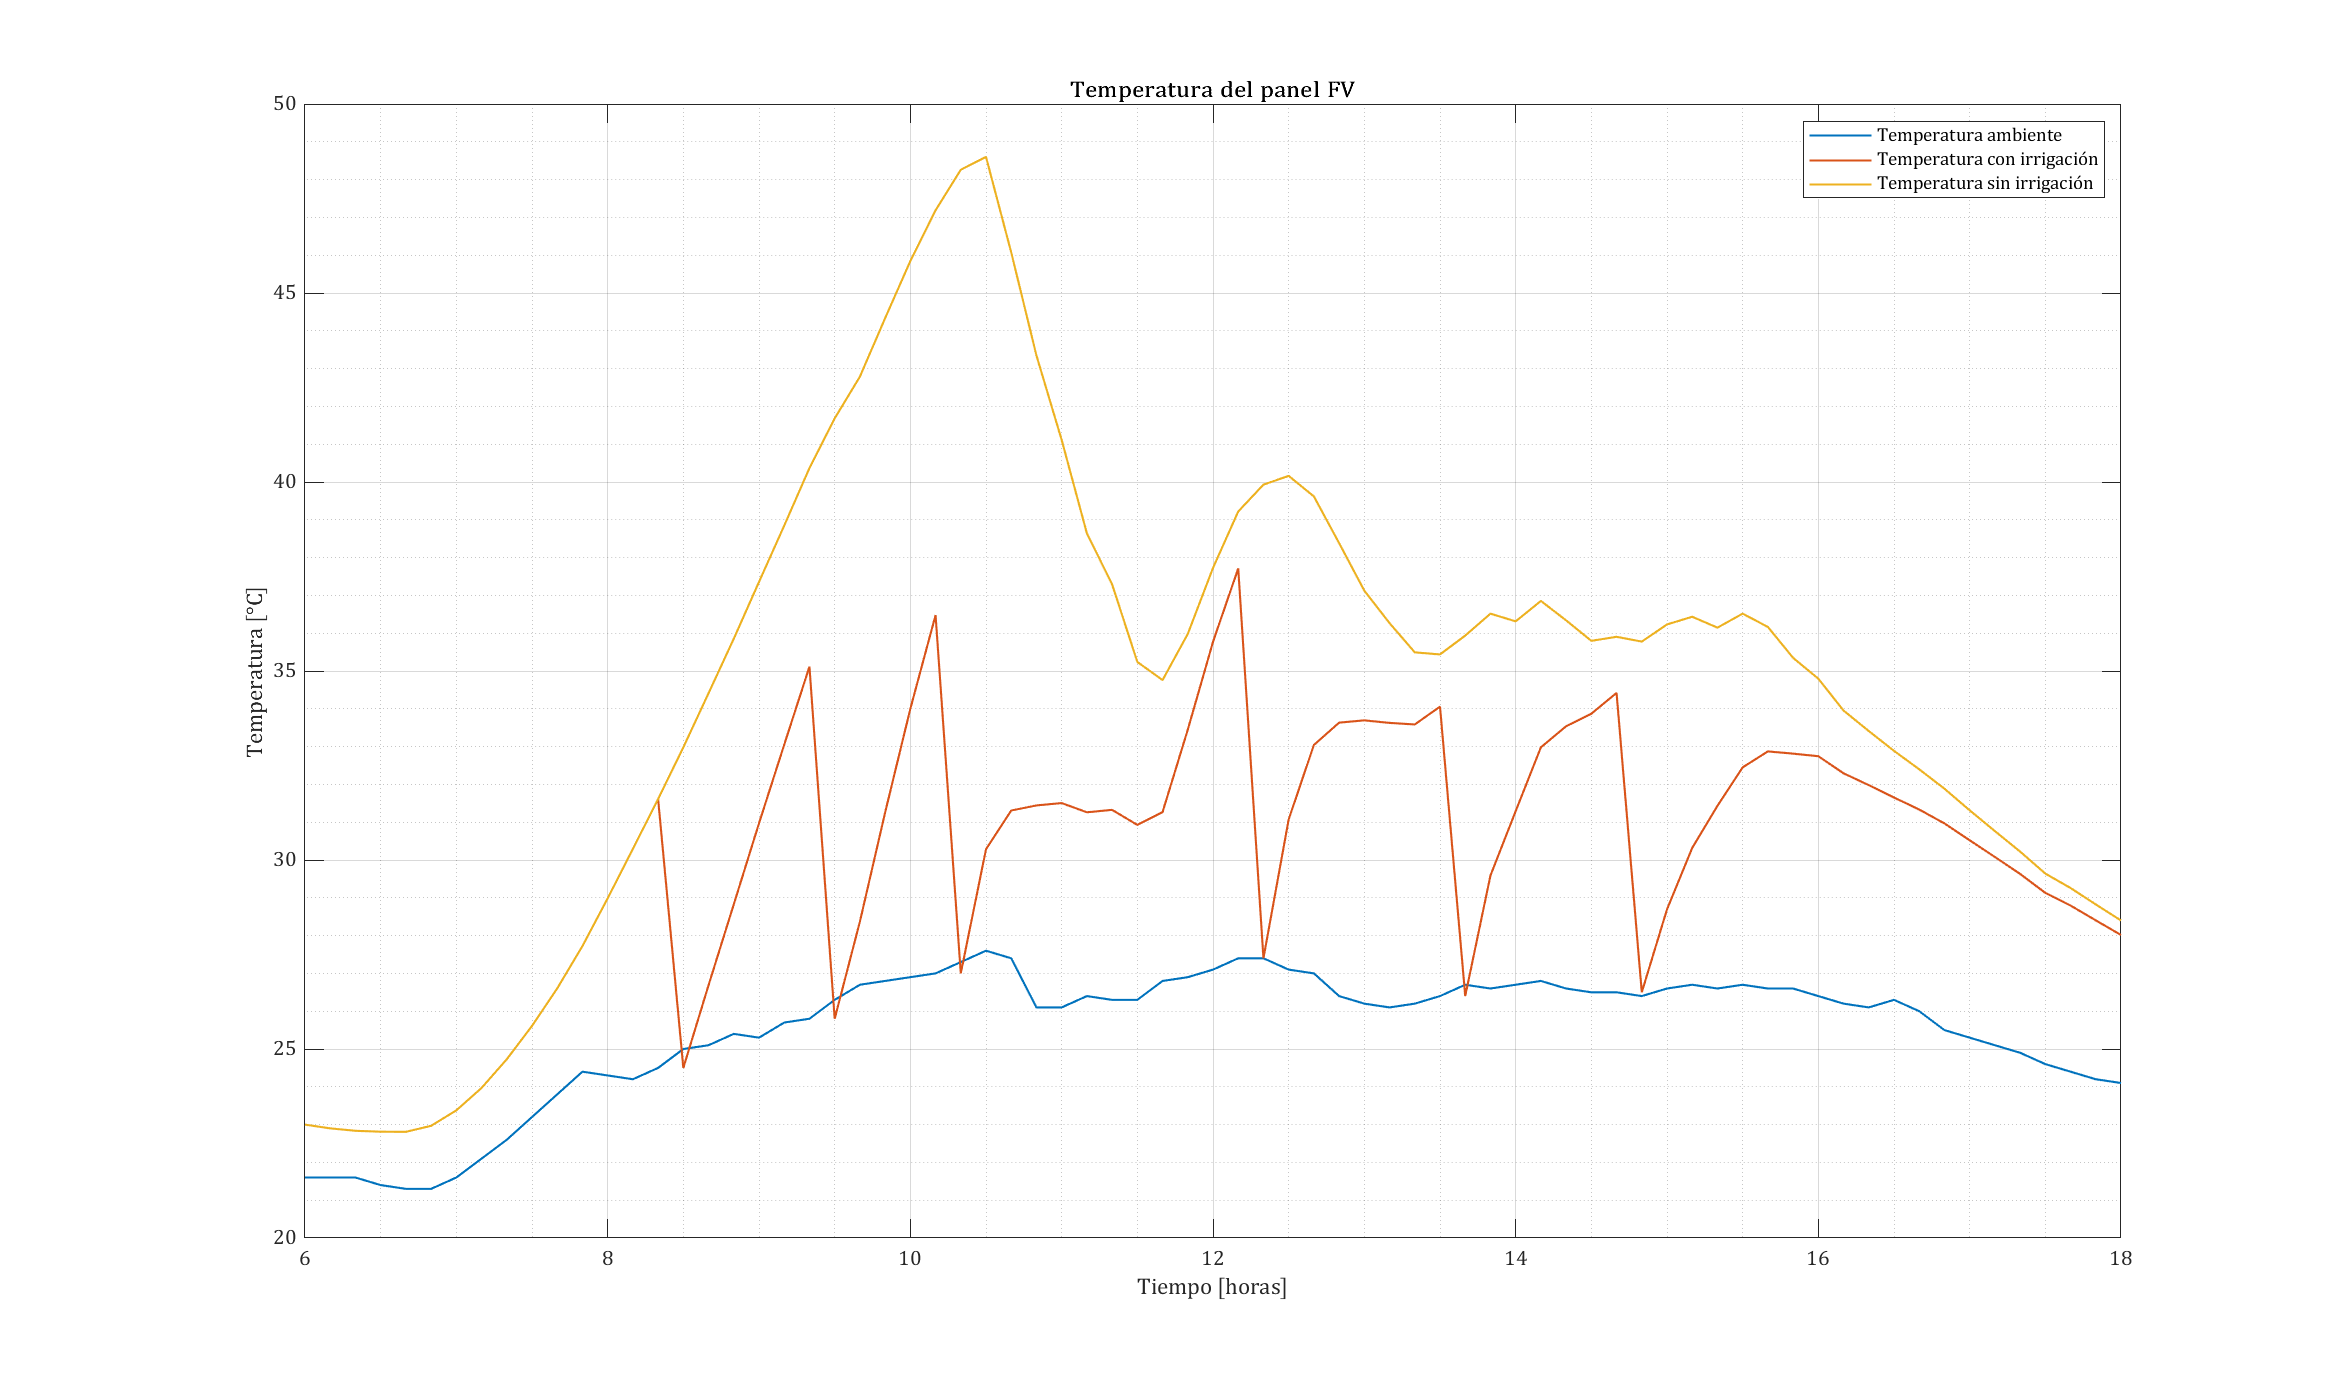 Temperatura del panel FV
Temperatura ambiente
Temperatura con irrigación
Temperatura sin irrigación
50
45
40
35
30
25
20
Temperatura [°C]
6 8 10 12 14 16 18
Tiempo [horas]